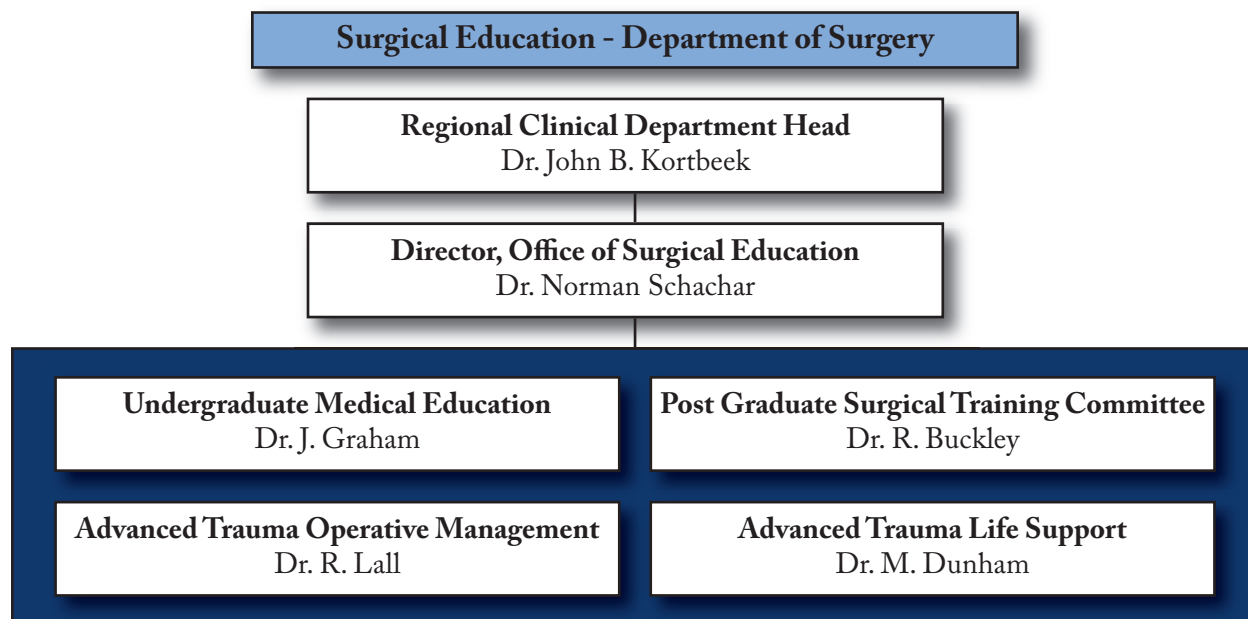 Surgical Education - Department of Surgery
Regional Clinical Department Head
Dr. John B. Kortbeek
Director, Office of Surgical Education
Dr. Norman Schachar
Undergraduate Medical Education
Dr. J. Graham
Post Graduate Surgical Training Committee
Dr. R. Buckley
Advanced Trauma Operative Management
Dr. R. Lall
Advanced Trauma Life Support
Dr. M. Dunham